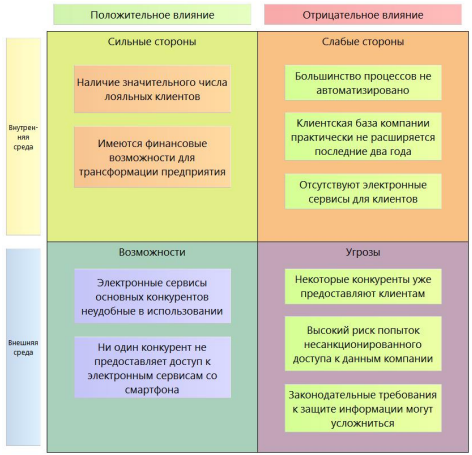 Положительное влияние
Отрицательное влияние
Внутрен-
няя
среда
Сильные стороны
Наличие значительного числа
лояльных клиентов
Имеются финансовые
возможности для
трансформации предприятия
Слабые стороны
Большинство процессов не
автоматизировано
Клиентская база компании
практически не расширяется
последние два года
Отсутствуют электронные
сервисы для клиентов
Внешняя
среда
Возможности
Электронные сервисы
основных конкурентов
неудобные в использовании
Ни один конкурент не
предоставляет доступ к
электронным сервисам со
смартфона
Угрозы
Некоторые конкуренты уже
предоставляют клиентам
Высокий риск попыток
несанкционированного
доступа к данным компании
Законодательные требования
к защите информации могут
усложниться